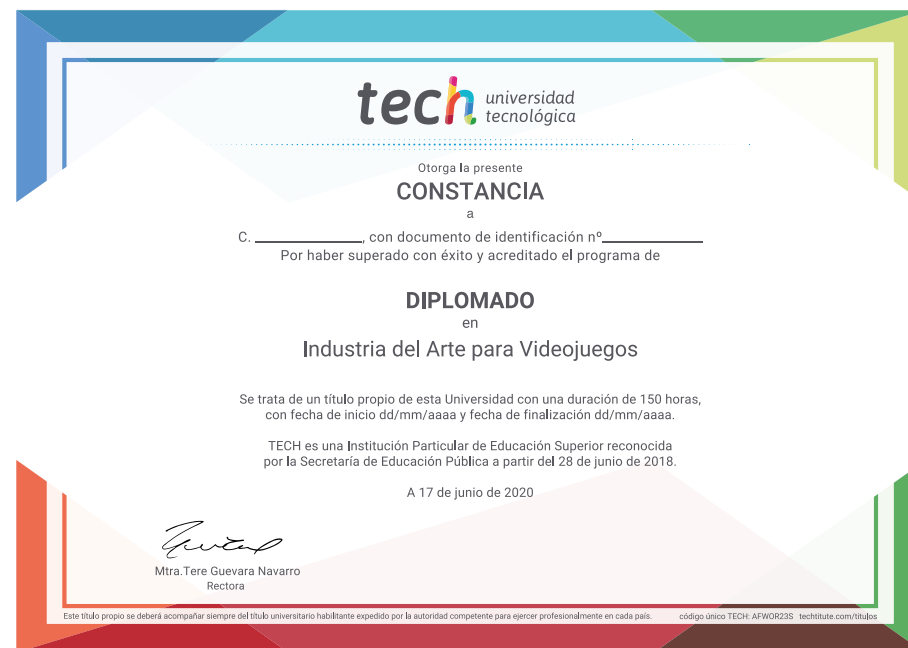 tech universidad
tecnológica
Otorga la presente
CONSTANCIA
a
C. ____________, con documento de identificación nº____________
Por haber superado con éxito y acreditado el programa de
DIPLOMADO
en
Industria del Arte para Videojuegos
Se trata de un título propio de esta Universidad con una duración de 150 horas,
con fecha de inicio dd/mm/aaaa y fecha de finalización dd/mm/aaaa.
TECH es una Institución Particular de Educación Superior reconocida
por la Secretaría de Educación Pública a partir del 28 de junio de 2018.
A 17 de junio de 2020
Mtra.Tere Guevara Navarro
Rectora
Este título propio se deberá acompañar siempre del título universitario habilitante expedido por la autoridad competente para ejercer profesionalmente en cada país. código único TECH: AFWOR23S techtitute.com/titulos